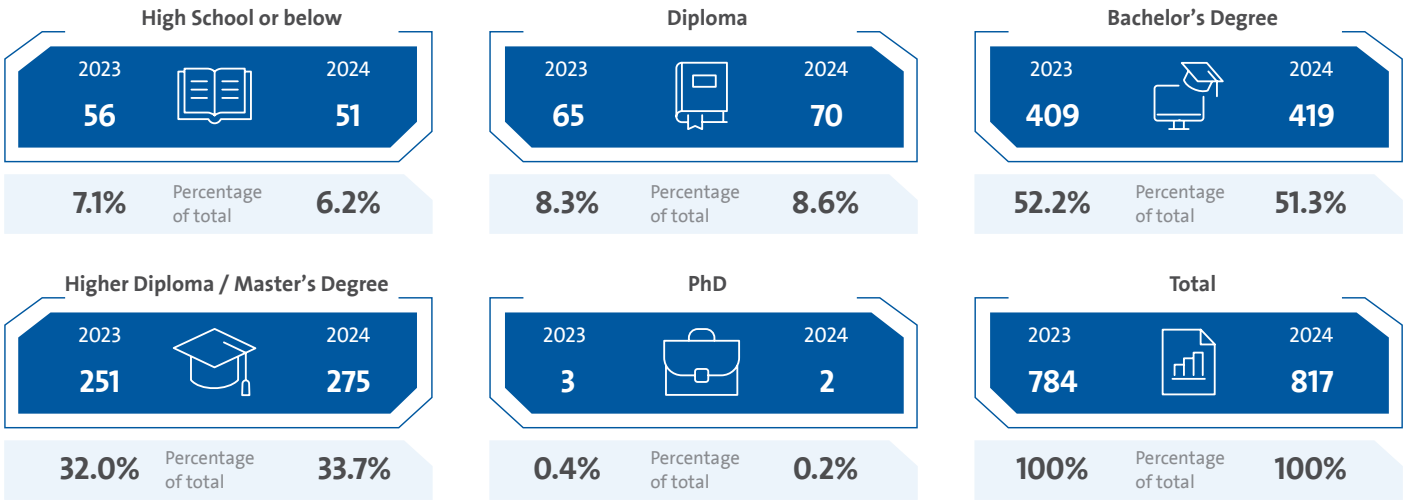 High School or below
2023
2024
56
51
7.1%
Percentage
of total
6.2%
Diploma
2023
2024
65
70
8.3%
Percentage
of total
8.6%
Bachelor’s Degree
2023
2024
409
419
52.2%
Percentage
of total
51.3%
Higher Diploma / Master’s Degree
2023
2024
251
275
32.0%
Percentage
of total
33.7%
PhD
2023
2024
3
2
0.4%
Percentage
of total
0.2%
Total
2023
2024
784
817
100%
Percentage
of total
100%